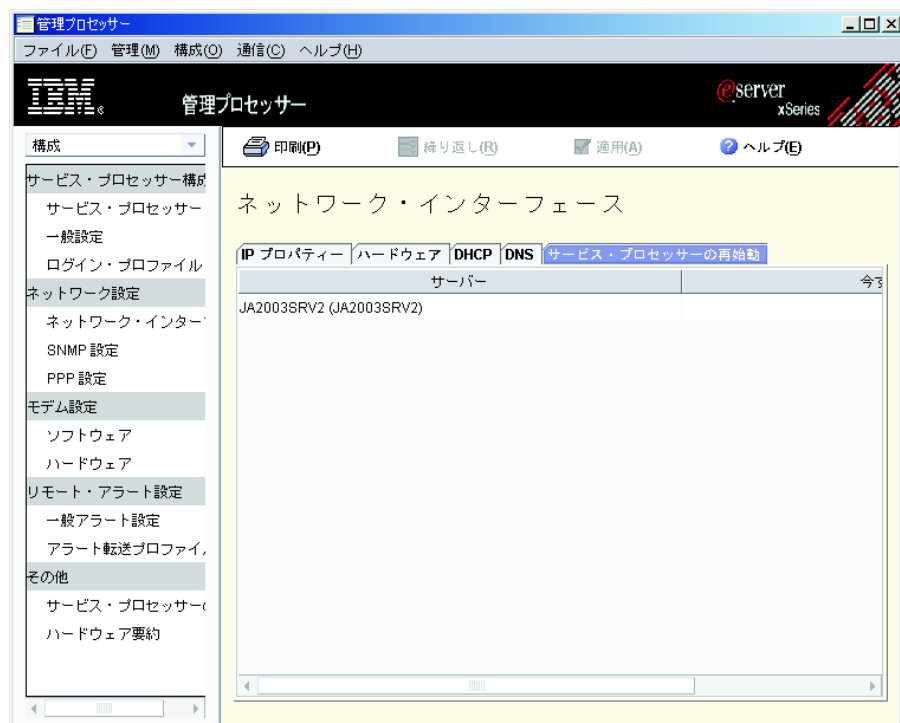 管理プロセッサー
ファイル(F) 管理(M) 構成(O) 通信(C) ヘルプ(H)
IBM®
管理プロセッサー
eserver
xSeries
構成
印刷(P) 繰り返し(R) 適用(A) ヘルプ(E)
サービス・プロセッサー構成
サービス・プロセッサー
一般設定
ログイン・プロファイル
ネットワーク設定
ネットワーク・インター
SNMP 設定
PPP 設定
モデム設定
ソフトウェア
ハードウェア
リモート・アラート設定
一般アラート設定
アラート転送プロファイ
その他
サービス・プロセッサーの
ハードウェア要約
ネットワーク・インターフェース
IP プロパティー ハードウェア DHCP DNS サービス・プロセッサーの再始動
サーバー 今す
JA2003SRV2 (JA2003SRV2)